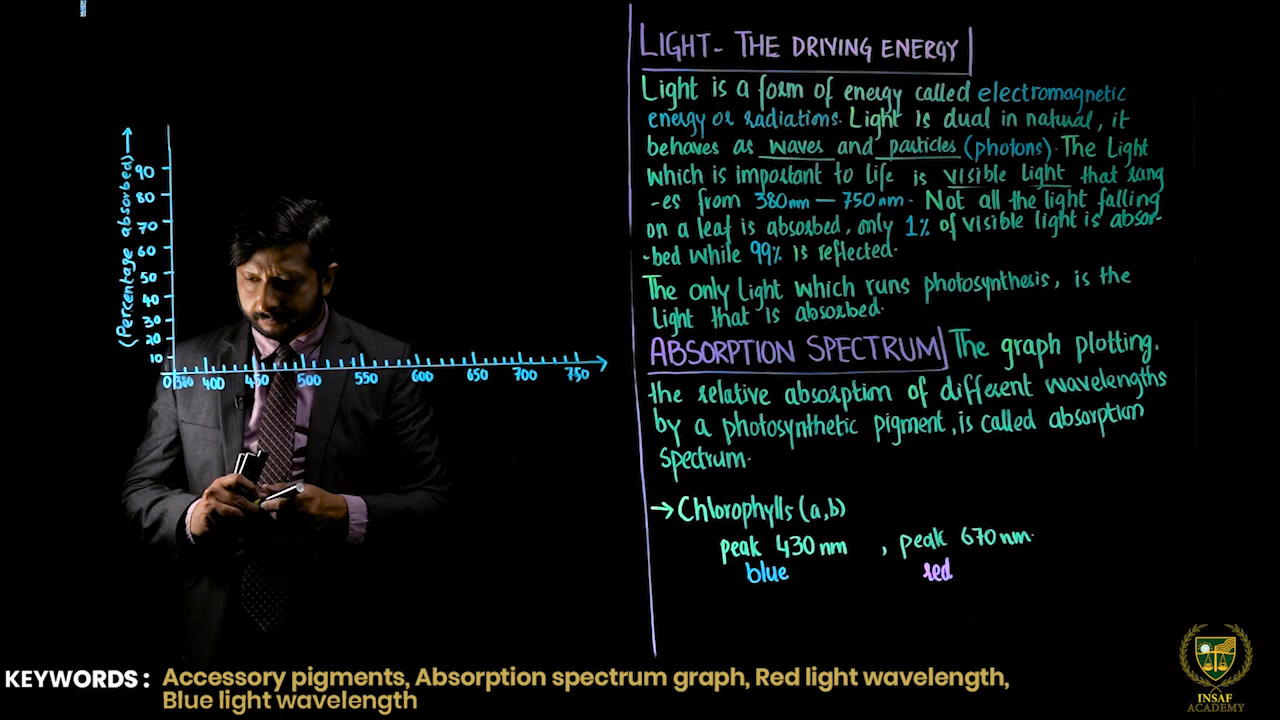 LIGHT- THE DRIVING ENERGY
Light is a form of energy called electromagnetic
energy or radiations. Light is dual in natural, it
behaves as waves and particles (photons). The Light
which is important to life is visible light that rang
-es from 380nm — 750nm. Not all the light falling
on a leaf is absorbed, only 1% of visible light is absor-
-bed while 99% is reflected.
The only light which runs photosynthesis, is the
Light that is absorbed.
ABSORPTION SPECTRUM The graph plotting.
the relative absorption of different wavelengths
by a photosynthetic pigment, is called absorption
spectrum.
→ Chlorophylls (a,b)
peak 430 nm , peak 670 nm.
blue red
(Percentage absorbed)→
90
80
70
60
50
40
30
20
10
0 380 400 450 500 550 600 650 700 750
KEYWORDS : Accessory pigments, Absorption spectrum graph, Red light wavelength,
Blue light wavelength
INSAF
ACADEMY